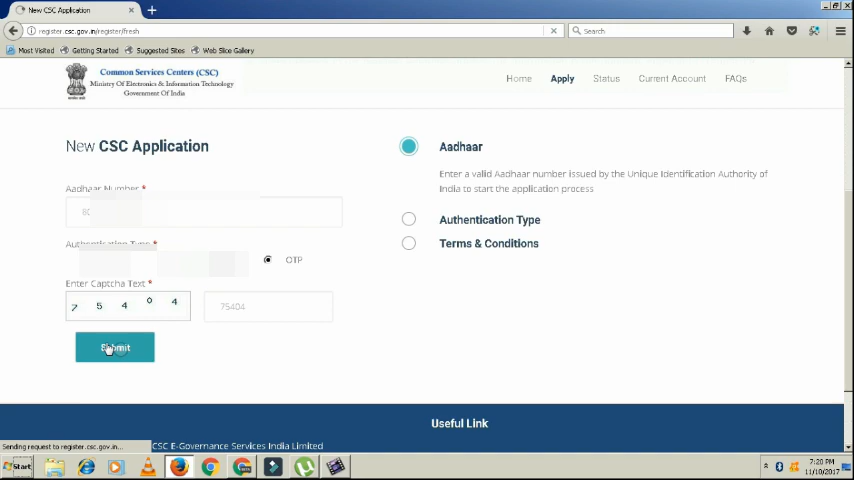 New CSC Application
register.csc.gov.in/register/fresh
Search
Most Visited Getting Started Suggested Sites Web Slice Gallery
Common Services Centers (CSC)
Ministry Of Electronics & Information Technology
Government Of India
Home Apply Status Current Account FAQs
New CSC Application
Aadhaar Number *
Authentication Type *
OTP
Enter Captcha Text *
7 5 4 0 4
75404
Submit
Aadhaar
Enter a valid Aadhaar number issued by the Unique Identification Authority of
India to start the application process
Authentication Type
Terms & Conditions
Useful Link
Sending request to register.csc.gov.in...
CSC E-Governance Services India Limited
Start
7:20 PM
11/10/2017